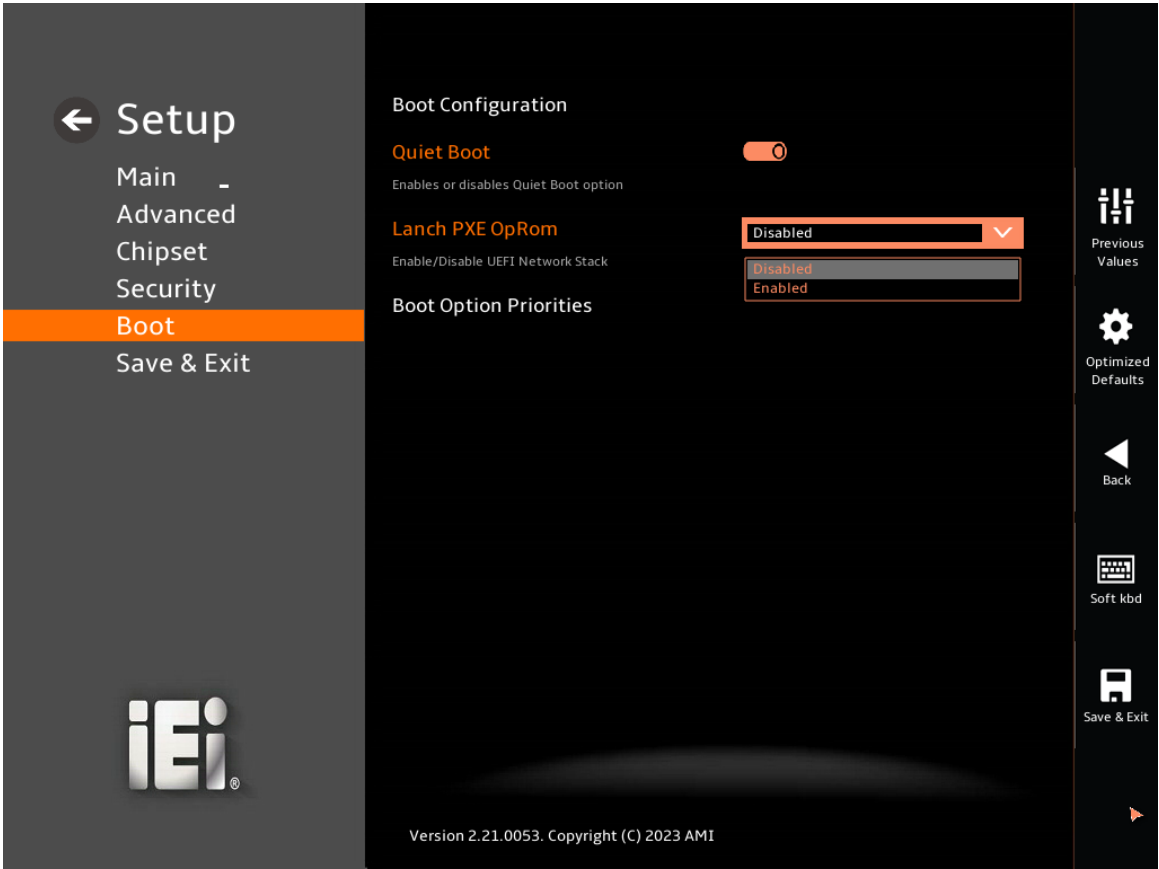 Setup
Main
Advanced
Chipset
Security
Boot
Save & Exit
iEi®
Boot Configuration
Quiet Boot
Enables or disables Quiet Boot option
Lanch PXE OpRom
Disabled
Enable/Disable UEFI Network Stack
Disabled
Enabled
Boot Option Priorities
Version 2.21.0053. Copyright (C) 2023 AMI
Previous
Values
Optimized
Defaults
Back
Soft kbd
Save & Exit